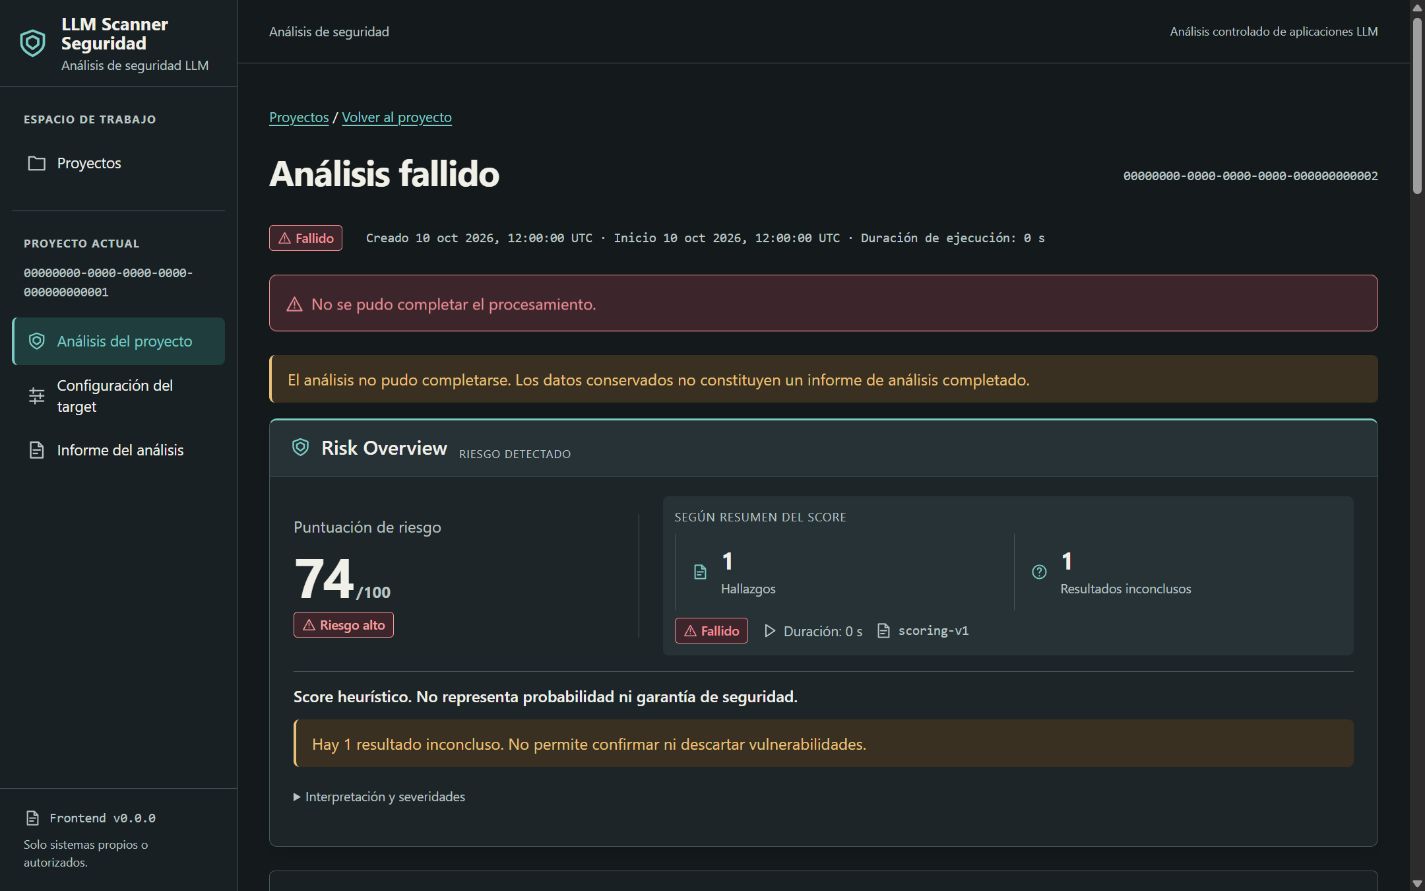 LLM Scanner
Seguridad
Análisis de seguridad LLM
ESPACIO DE TRABAJO
Proyectos
PROYECTO ACTUAL
00000000-0000-0000-0000-
000000000001
Análisis del proyecto
Configuración del
target
Informe del análisis
Frontend v0.0.0
Solo sistemas propios o
autorizados.
Análisis de seguridad
Análisis controlado de aplicaciones LLM
Proyectos / Volver al proyecto
Análisis fallido
00000000-0000-0000-0000-000000000002
Fallido
Creado 10 oct 2026, 12:00:00 UTC · Inicio 10 oct 2026, 12:00:00 UTC · Duración de ejecución: 0 s
No se pudo completar el procesamiento.
El análisis no pudo completarse. Los datos conservados no constituyen un informe de análisis completado.
Risk Overview RIESGO DETECTADO
Puntuación de riesgo
74/100
Riesgo alto
SEGÚN RESUMEN DEL SCORE
1
Hallazgos
1
Resultados inconclusos
Fallido Duración: 0 s scoring-v1
Score heurístico. No representa probabilidad ni garantía de seguridad.
Hay 1 resultado inconcluso. No permite confirmar ni descartar vulnerabilidades.
Interpretación y severidades